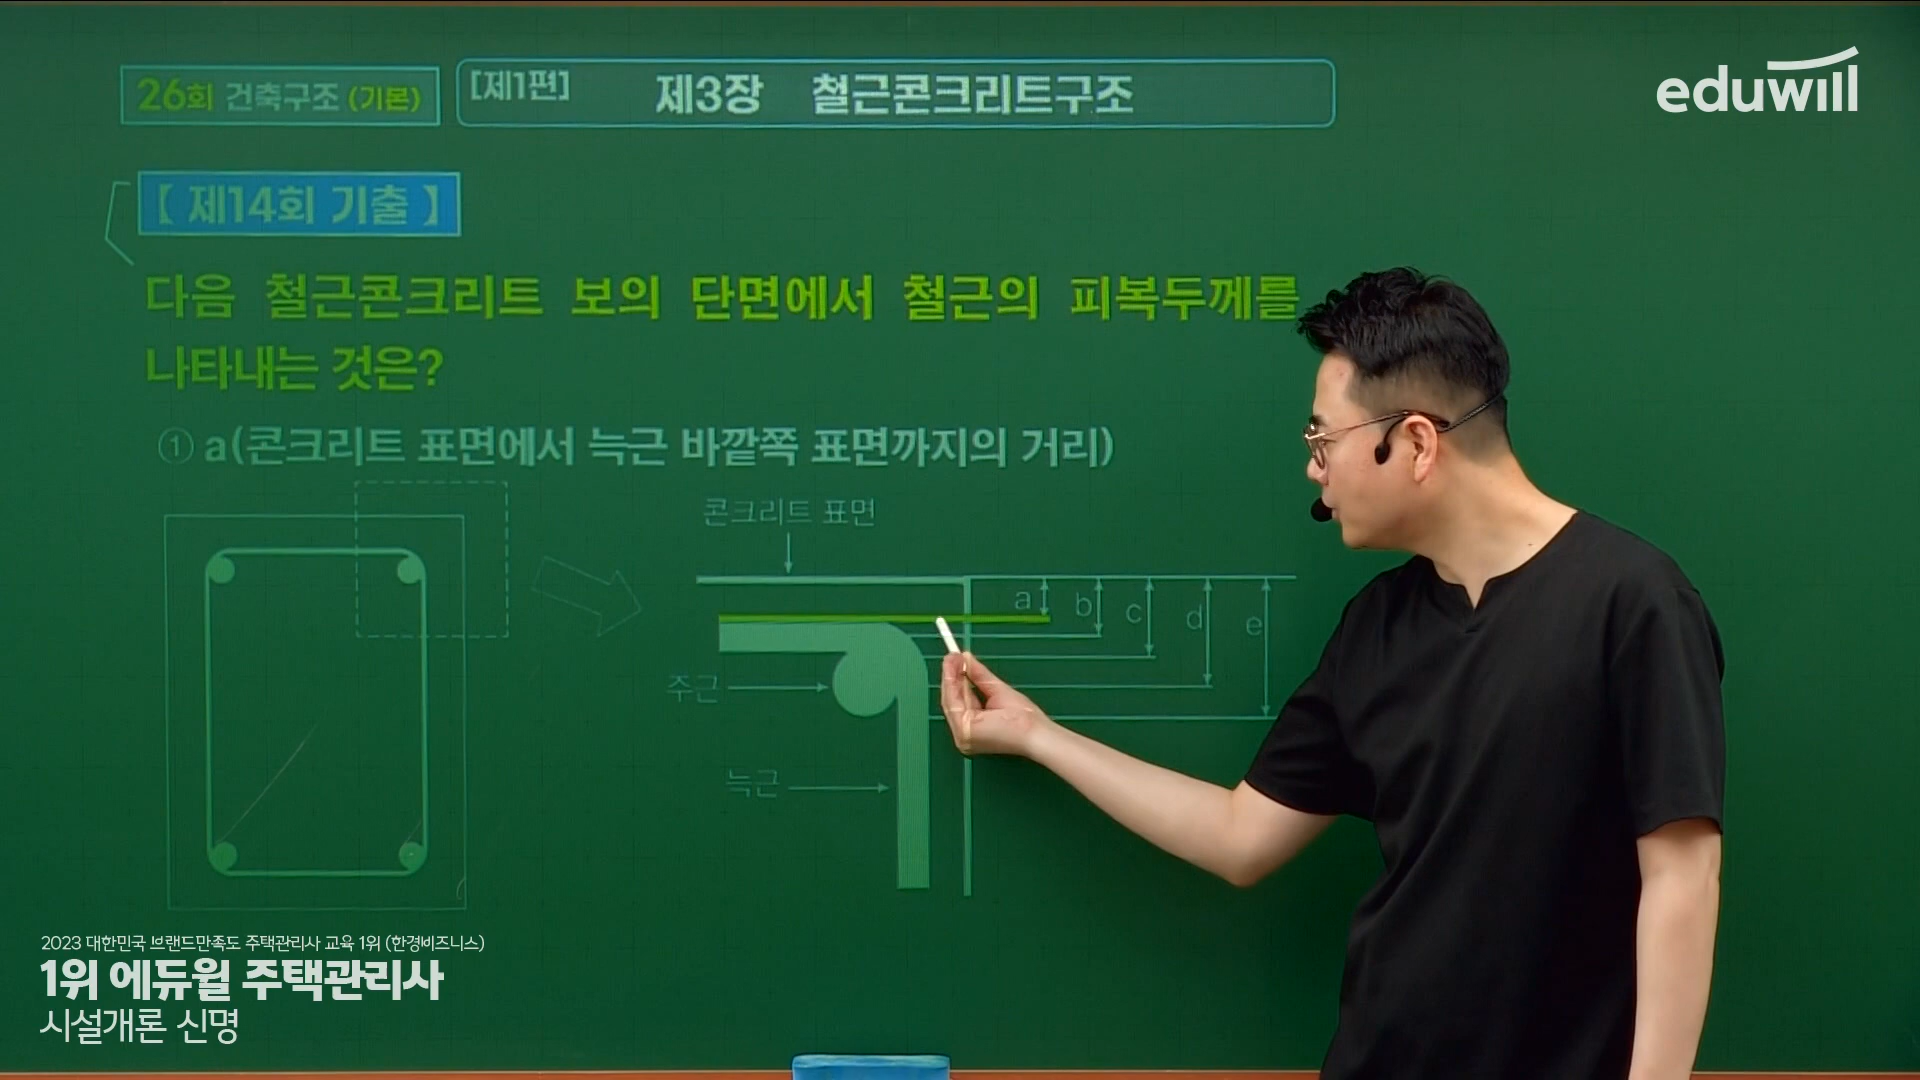 26회 건축구조 (기본)
[제1편] 제3장 철근콘크리트구조
eduwill
【 제14회 기출 】
다음 철근콘크리트 보의 단면에서 철근의 피복두께를
나타내는 것은?
① a(콘크리트 표면에서 늑근 바깥쪽 표면까지의 거리)
콘크리트 표면
a
b
c
d
e
주근
늑근
2023 대한민국 브랜드만족도 주택관리사 교육 1위 (한경비즈니스)
1위 에듀윌 주택관리사
시설개론 신명